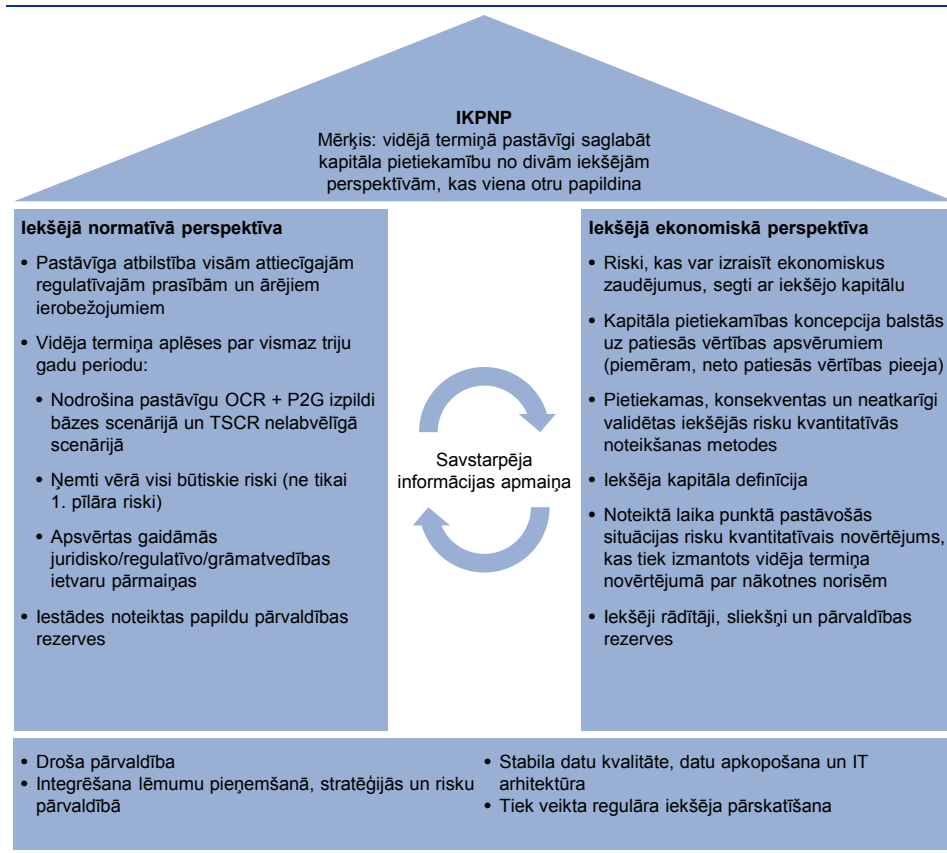 IKPNP
Mērķis: vidējā termiņā pastāvīgi saglabāt
kapitāla pietiekamību no divām iekšējām
perspektīvām, kas viena otru papildina
Iekšējā normatīvā perspektīva
• Pastāvīga atbilstība visām attiecīgajām
regulatīvajām prasībām un ārējiem
ierobežojumiem
• Vidēja termiņa aplēses par vismaz triju
gadu periodu:
• Nodrošina pastāvīgu OCR + P2G izpildi
bāzes scenārijā un TSCR nelabvēlīgā
scenārijā
• Ņemti vērā visi būtiskie riski (ne tikai
1. pīlāra riski)
• Apsvērtas gaidāmās
juridisko/regulatīvo/grāmatvedības
ietvaru pārmaiņas
• Iestādes noteiktas papildu pārvaldības
rezerves
Savstarpēja
informācijas apmaiņa
Iekšējā ekonomiskā perspektīva
• Riski, kas var izraisīt ekonomiskus
zaudējumus, segti ar iekšējo kapitālu
• Kapitāla pietiekamības koncepcija balstās
uz patiesās vērtības apsvērumiem
(piemēram, neto patiesās vērtības pieeja)
• Pietiekamas, konsekventas un neatkarīgi
validētas iekšējās risku kvantitatīvās
noteikšanas metodes
• Iekšēja kapitāla definīcija
• Noteiktā laika punktā pastāvošās
situācijas risku kvantitatīvais novērtējums,
kas tiek izmantots vidēja termiņa
novērtējumā par nākotnes norisēm
• Iekšēji rādītāji, sliekšņi un pārvaldības
rezerves
• Droša pārvaldība
• Integrēšana lēmumu pieņemšanā, stratēģijās un risku
pārvaldībā
• Stabila datu kvalitāte, datu apkopošana un IT
arhitektūra
• Tiek veikta regulāra iekšēja pārskatīšana